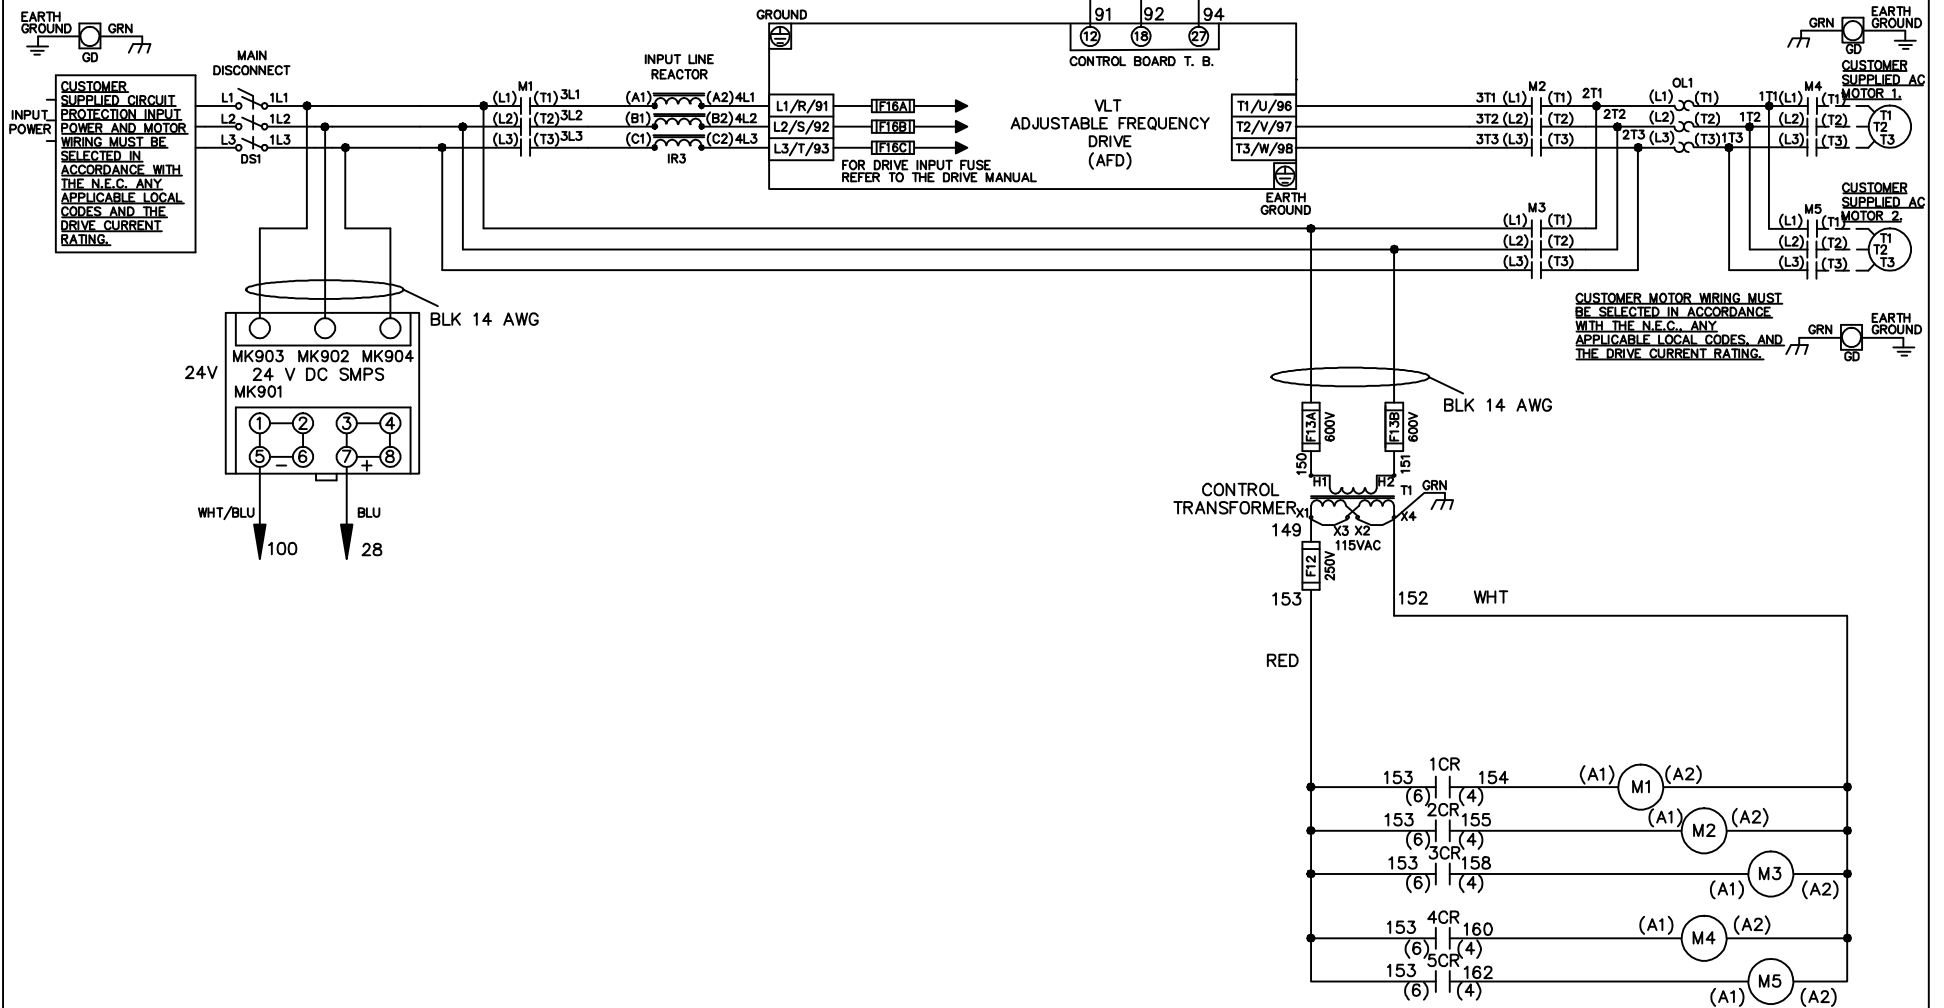 EARTH
GROUND
GRN
GD
CUSTOMER
SUPPLIED CIRCUIT
PROTECTION INPUT
POWER AND MOTOR
WIRING MUST BE
SELECTED IN
ACCORDANCE WITH
THE N.E.C. ANY
APPLICABLE LOCAL
CODES AND THE
DRIVE CURRENT
RATING.
INPUT
POWER
MAIN
DISCONNECT
L1 1L1
L2 1L2
L3 1L3
DS1
M1
(L1) (T1) 3L1
(L2) (T2) 3L2
(L3) (T3) 3L3
INPUT LINE
REACTOR
(A1) (A2) 4L1
(B1) (B2) 4L2
(C1) (C2) 4L3
IR3
GROUND
91 92 94
12 18 27
CONTROL BOARD T. B.
L1/R/91
L2/S/92
L3/T/93
F16A
F16B
F16C
FOR DRIVE INPUT FUSE
REFER TO THE DRIVE MANUAL
VLT
ADJUSTABLE FREQUENCY
DRIVE
(AFD)
T1/U/96
T2/V/97
T3/W/98
EARTH
GROUND
M2
3T1 (L1) (T1) 2T1
3T2 (L2) (T2) 2T2
3T3 (L3) (T3) 2T3
M3
(L1) (T1)
(L2) (T2)
(L3) (T3)
OL1
(L1) (T1) 1T1
(L2) (T2) 1T2
(L3) (T3) 1T3
GRN
EARTH
GROUND
GD
CUSTOMER
SUPPLIED AC
MOTOR 1.
M4
(L1) (T1)
(L2) (T2)
(L3) (T3)
T1
T2
T3
CUSTOMER
SUPPLIED AC
MOTOR 2.
M5
(L1) (T1)
(L2) (T2)
(L3) (T3)
T1
T2
T3
CUSTOMER MOTOR WIRING MUST
BE SELECTED IN ACCORDANCE
WITH THE N.E.C., ANY
APPLICABLE LOCAL CODES, AND
THE DRIVE CURRENT RATING.
GRN
EARTH
GROUND
GD
BLK 14 AWG
MK903 MK902 MK904
24V
24 V DC SMPS
MK901
1 2 3 4
5 - 6 7 + 8
WHT/BLU
BLU
100
28
BLK 14 AWG
F13A
600V
F13B
600V
150
151
H1 H2
T1
GRN
CONTROL
TRANSFORMER
X1 X3 X2 X4
115VAC
149
F12
250V
153
152
WHT
RED
1CR
153 154
(6) (4)
(A1) M1 (A2)
2CR
153 155
(6) (4)
(A1) M2 (A2)
3CR
153 158
(6) (4)
(A1) M3 (A2)
4CR
153 160
(6) (4)
(A1) M4 (A2)
5CR
153 162
(6) (4)
(A1) M5 (A2)